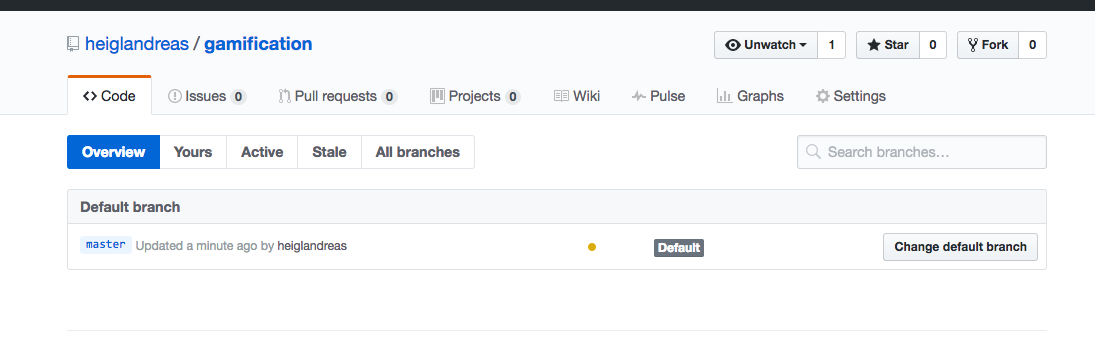 heiglandreas / gamification
Unwatch 1 Star 0 Fork 0
Code Issues 0 Pull requests 0 Projects 0 Wiki Pulse Graphs Settings
Overview Yours Active Stale All branches Search branches…
Default branch
master Updated a minute ago by heiglandreas Default Change default branch